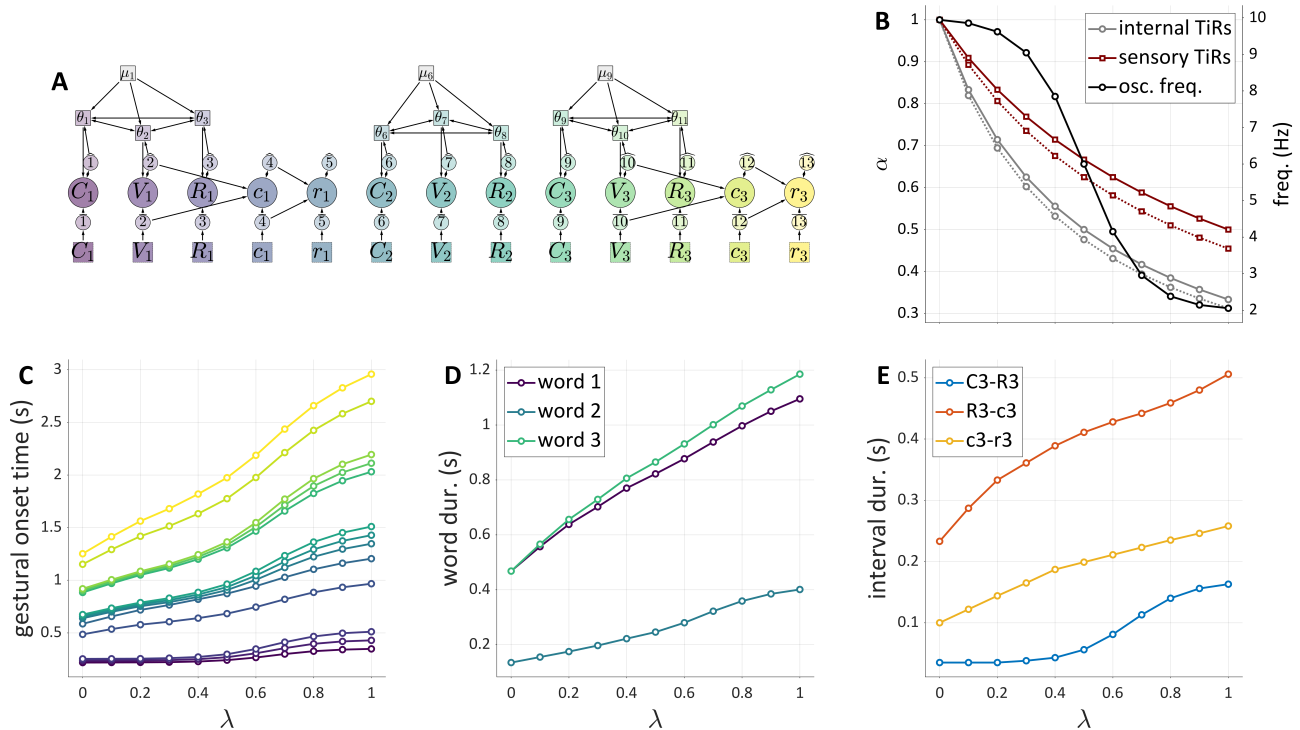 A
μ1 μ6 μ9
θ1 θ2 θ3 θ6 θ7 θ8 θ9 θ10 θ11
1 2 3 4 5 6 7 8 9 10 11 12 13
C1 V1 R1 c1 r1 C2 V2 R2 C3 V3 R3 c3 r3
1 2 3 4 5 6 7 8 9 10 11 12 13
C1 V1 R1 c1 r1 C2 V2 R2 C3 V3 R3 c3 r3
B
internal TiRs
sensory TiRs
osc. freq.
α
1
0.9
0.8
0.7
0.6
0.5
0.4
0.3
freq. (Hz)
10
9
8
7
6
5
4
3
2
C
gestural onset time (s)
3
2.5
2
1.5
1
0.5
0 0.2 0.4 0.6 0.8 1
λ
D
word 1
word 2
word 3
word dur. (s)
1.2
1
0.8
0.6
0.4
0.2
0 0.2 0.4 0.6 0.8 1
λ
E
C3-R3
R3-c3
c3-r3
interval dur. (s)
0.5
0.4
0.3
0.2
0.1
0 0.2 0.4 0.6 0.8 1
λ